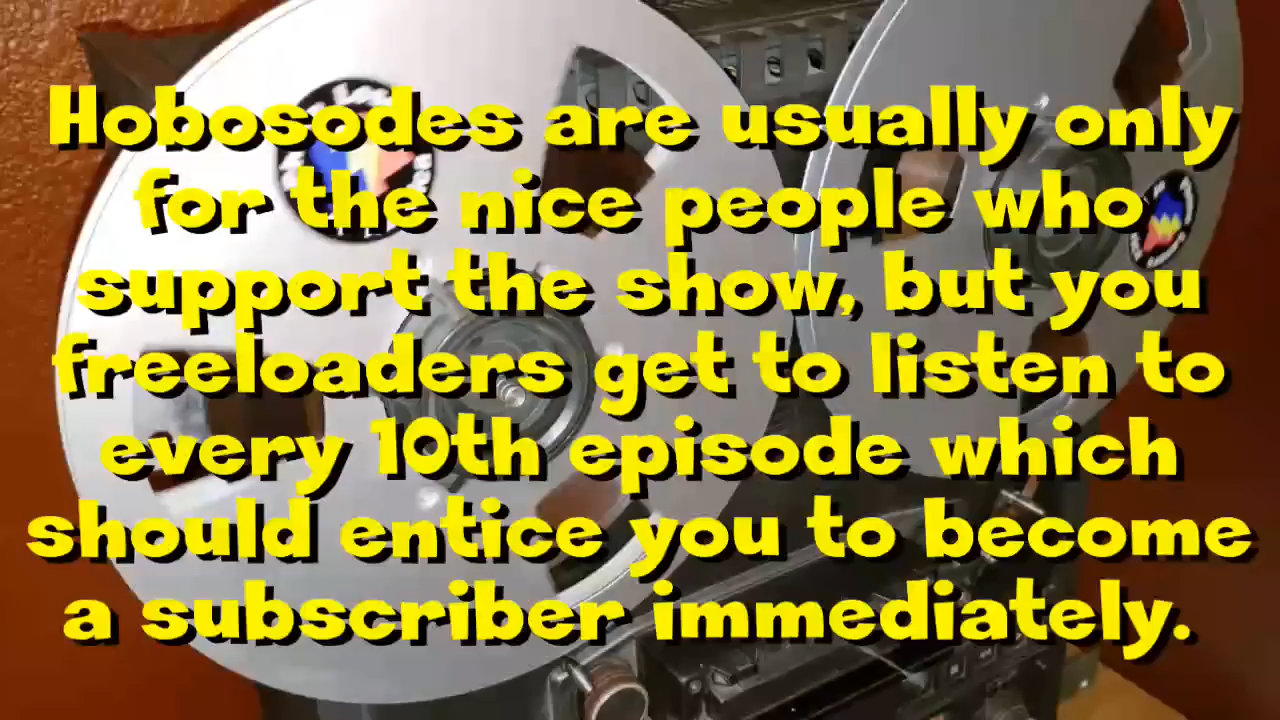 Hobosodes are usually only
for the nice people who
support the show, but you
freeloaders get to listen to
every 10th episode which
should entice you to become
a subscriber immediately.